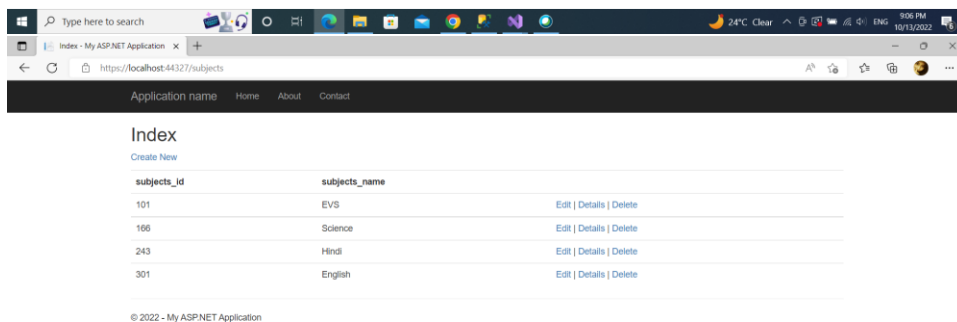 Type here to search
24°C Clear
ENG
9:06 PM
10/13/2022
6
Index - My ASP.NET Application
https://localhost:44327/subjects
Application name Home About Contact
Index
Create New
subjects_id subjects_name
101 EVS Edit | Details | Delete
166 Science Edit | Details | Delete
243 Hindi Edit | Details | Delete
301 English Edit | Details | Delete
© 2022 - My ASP.NET Application